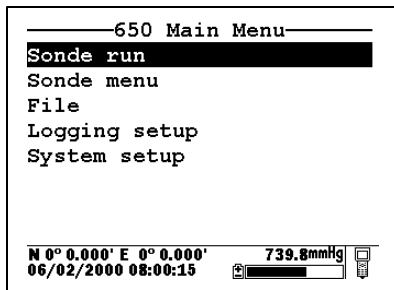 650 Main Menu
Sonde run
Sonde menu
File
Logging setup
System setup
N 0° 0.000' E 0° 0.000' 739.8mmHg
06/02/2000 08:00:15